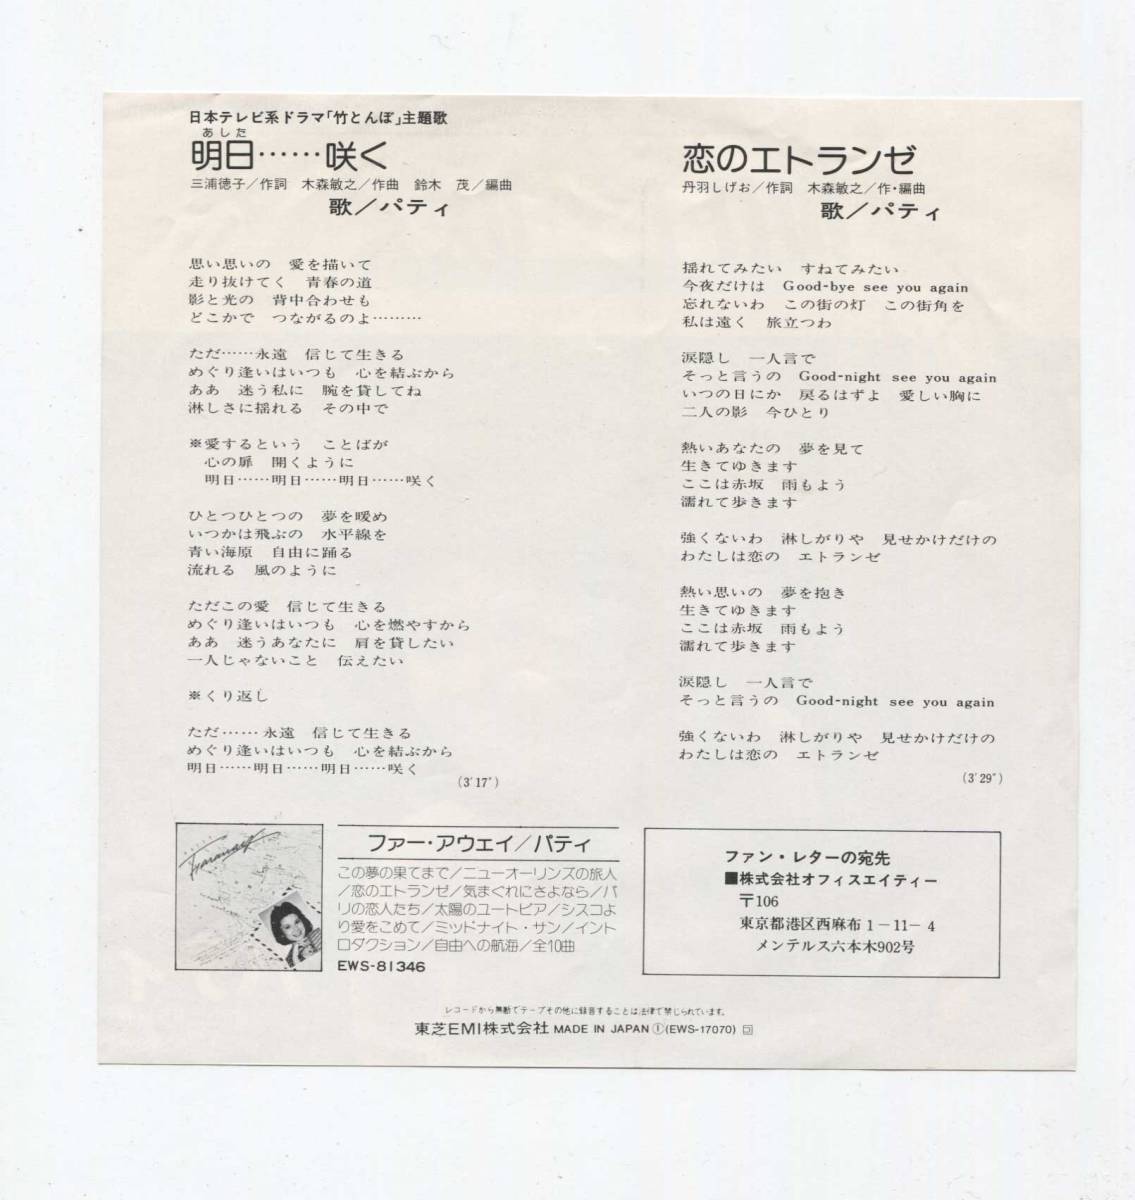 日本テレビ系ドラマ「竹とんぼ」主題歌
あした
明日……咲く
三浦徳子／作詞　木森敏之／作曲　鈴木　茂／編曲
歌／パティ
思い思いの　愛を描いて
走り抜けてく　青春の道
影と光の　背中合わせも
どこかで　つながるのよ………
ただ……永遠　信じて生きる
めぐり逢いはいつも　心を結ぶから
ああ　迷う私に　腕を貸してね
淋しさに揺れる　その中で
※愛するという　ことばが
心の扉　開くように
明日……明日……明日……咲く
ひとつひとつの　夢を暖め
いつかは飛ぶの　水平線を
青い海原　自由に踊る
流れる　風のように
ただこの愛　信じて生きる
めぐり逢いはいつも　心を燃やすから
ああ　迷うあなたに　肩を貸したい
一人じゃないこと　伝えたい
※くり返し
ただ……永遠　信じて生きる
めぐり逢いはいつも　心を結ぶから
明日……明日……明日……咲く
(3′17″)
恋のエトランゼ
丹羽しげお／作詞　木森敏之／作・編曲
歌／パティ
揺れてみたい　すねてみたい
今夜だけは　Good-bye see you again
忘れないわ　この街の灯　この街角を
私は遠く　旅立つわ
涙隠し　一人言で
そっと言うの　Good-night see you again
いつの日にか　戻るはずよ　愛しい胸に
二人の影　今ひとり
熱いあなたの　夢を見て
生きてゆきます
ここは赤坂　雨もよう
濡れて歩きます
強くないわ　淋しがりや　見せかけだけの
わたしは恋の　エトランゼ
熱い思いの　夢を抱き
生きてゆきます
ここは赤坂　雨もよう
濡れて歩きます
涙隠し　一人言で
そっと言うの　Good-night see you again
強くないわ　淋しがりや　見せかけだけの
わたしは恋の　エトランゼ
(3′29″)
ファー・アウェイ／パティ
この夢の果てまで／ニューオーリンズの旅人
／恋のエトランゼ／気まぐれにさよなら／パ
リの恋人たち／太陽のユートピア／シスコよ
り愛をこめて／ミッドナイト・サン／イント
ロダクション／自由への航海／全10曲
EWS-81346
ファン・レターの宛先
■株式会社オフィスエイティー
〒106
東京都港区西麻布1−11−4
メンテルス六本木902号
レコードから無断でテープその他に録音することは法律で禁じられています。
東芝EMI株式会社 MADE IN JAPAN Ⓘ(EWS-17070)